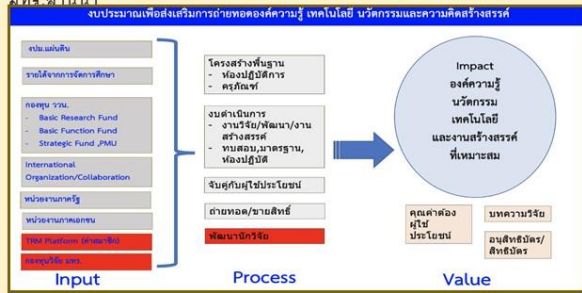 มทร.ล้านนา
งบประมาณเพื่อส่งเสริมการถ่ายทอดองค์ความรู้ เทคโนโลยี นวัตกรรมและความคิดสร้างสรรค์
งปม.แผ่นดิน
รายได้จากการจัดการศึกษา
กองทุน ววน.
- Basic Research Fund
- Basic Function Fund
- Strategic Fund ,PMU
International
Organization/Collaboration
หน่วยงานภาครัฐ
หน่วยงานภาคเอกชน
TRM Platform (ค่าสมาชิก)
กองทุนวิจัย มทร.
Input
โครงสร้างพื้นฐาน
- ห้องปฏิบัติการ
- ครุภัณฑ์
งบดำเนินการ
- งานวิจัย/พัฒนา/งาน
สร้างสรรค์
- ทบสอบ,มาตรฐาน,
ห้องปฏิบัติ
จับคู่กับผู้ใช้ประโยชน์
ถ่ายทอด/ขายสิทธิ์
พัฒนานักวิจัย
Process
Impact
องค์ความรู้
นวัตกรรม
เทคโนโลยี
และงานสร้างสรรค์
ที่เหมาะสม
คุณค่าต้อง
ผู้ใช้
ประโยชน์
บทความวิจัย
อนุสิทธิบัตร/
สิทธิบัตร
Value